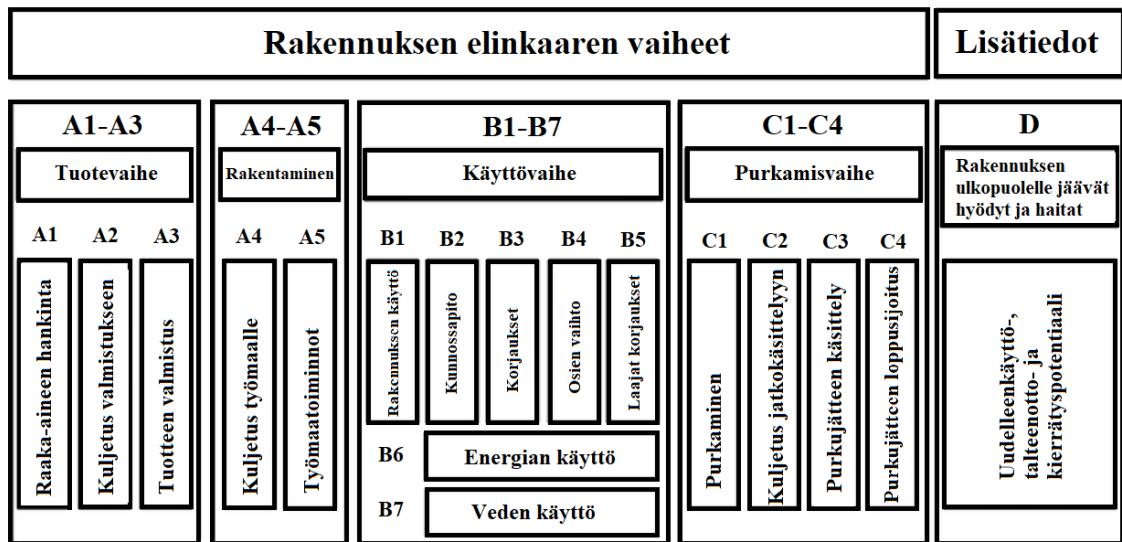 Rakennuksen elinkaaren vaiheet
Lisätiedot
A1-A3
Tuotevaihe
A1
A2
A3
Raaka-aineen hankinta
Kuljetus valmistukseen
Tuotteen valmistus
A4-A5
Rakentaminen
A4
A5
Kuljetus työmaalle
Työmaatoiminnot
B1-B7
Käyttövaihe
B1
B2
B3
B4
B5
Rakennuksen käyttö
Kunnossapito
Korjaukset
Osien vaihto
Laajat korjaukset
B6
Energian käyttö
B7
Veden käyttö
C1-C4
Purkamisvaihe
C1
C2
C3
C4
Purkaminen
Kuljetus jatkokäsittelyyn
Purkujätteen käsittely
Purkujätteen loppusijoitus
D
Rakennuksen
ulkopuolelle jäävät
hyödyt ja haitat
Uudelleenkäyttö-,
talteenotto- ja
kierrätyspotentiaali